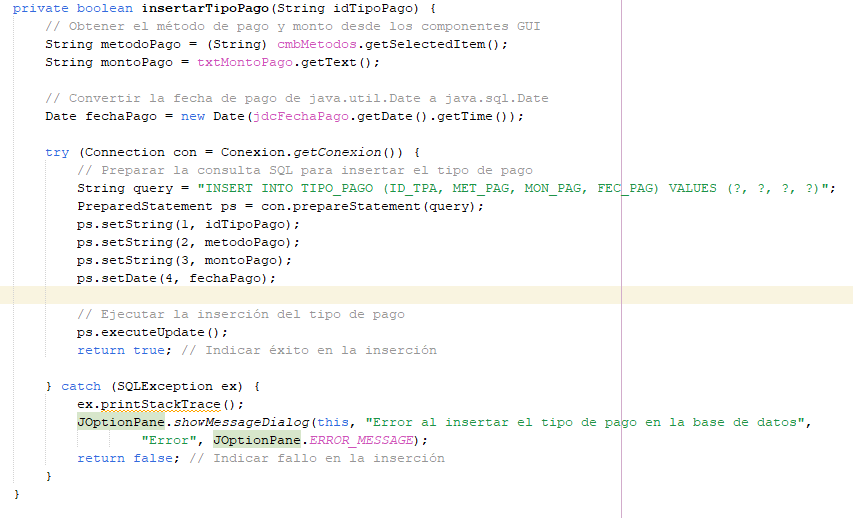 private boolean insertarTipoPago(String idTipoPago) {
// Obtener el método de pago y monto desde los componentes GUI
String metodoPago = (String) cmbMetodos.getSelectedItem();
String montoPago = txtMontoPago.getText();
// Convertir la fecha de pago de java.util.Date a java.sql.Date
Date fechaPago = new Date(jdcFechaPago.getDate().getTime());
try (Connection con = Conexion.getConexion()) {
// Preparar la consulta SQL para insertar el tipo de pago
String query = "INSERT INTO TIPO_PAGO (ID_TPA, MET_PAG, MON_PAG, FEC_PAG) VALUES (?, ?, ?, ?)";
PreparedStatement ps = con.prepareStatement(query);
ps.setString(1, idTipoPago);
ps.setString(2, metodoPago);
ps.setString(3, montoPago);
ps.setDate(4, fechaPago);
// Ejecutar la inserción del tipo de pago
ps.executeUpdate();
return true; // Indicar éxito en la inserción
} catch (SQLException ex) {
ex.printStackTrace();
JOptionPane.showMessageDialog(this, "Error al insertar el tipo de pago en la base de datos",
"Error", JOptionPane.ERROR_MESSAGE);
return false; // Indicar fallo en la inserción
}
}